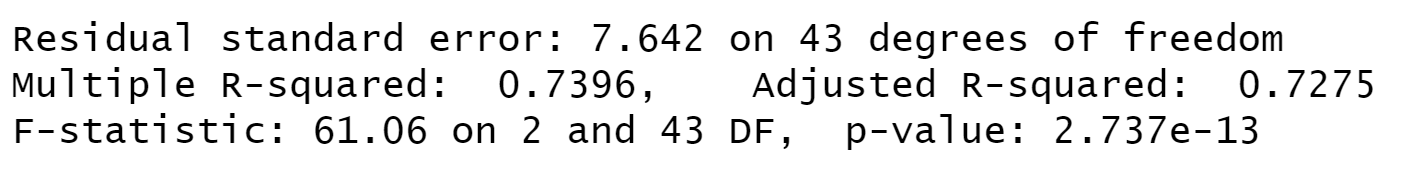 Residual standard error: 7.642 on 43 degrees of freedom
Multiple R-squared:  0.7396,    Adjusted R-squared:  0.7275
F-statistic: 61.06 on 2 and 43 DF,  p-value: 2.737e-13